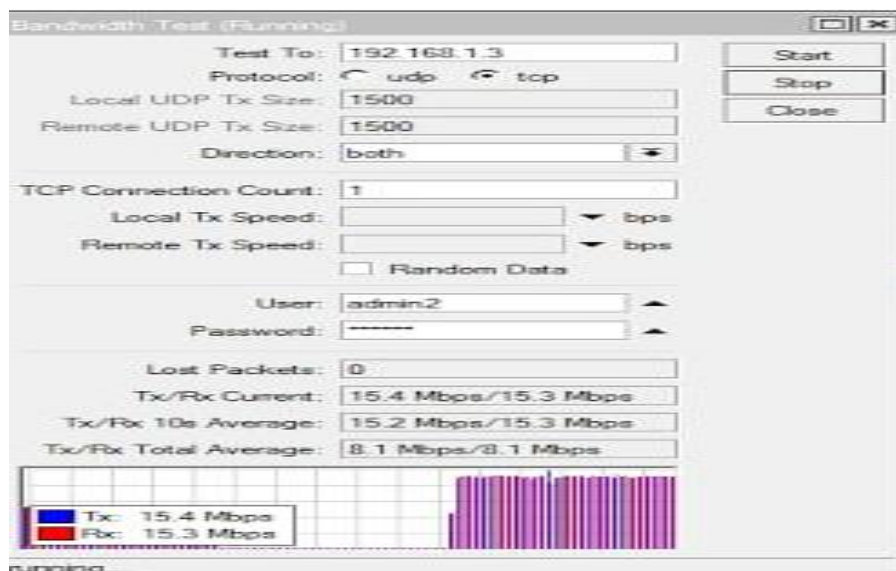 Bandwidth Test (Running)
Test To: 192.168.1.3
Start
Protocol: udp tcp
Stop
Local UDP Tx Size: 1500
Close
Remote UDP Tx Size: 1500
Direction: both
TCP Connection Count: 1
Local Tx Speed: bps
Remote Tx Speed: bps
Random Data
User: admin2
Password: ******
Lost Packets: 0
Tx/Rx Current: 15.4 Mbps/15.3 Mbps
Tx/Rx 10s Average: 15.2 Mbps/15.3 Mbps
Tx/Rx Total Average: 8.1 Mbps/8.1 Mbps
Tx: 15.4 Mbps
Rx: 15.3 Mbps
running